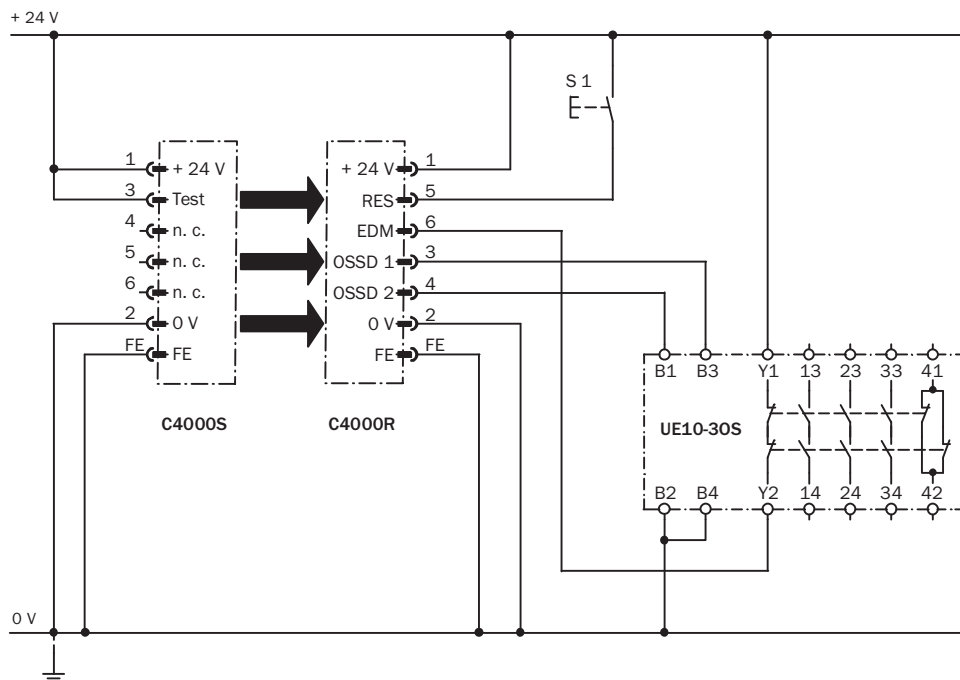 + 24 V
S 1
1 + 24 V
3 Test
4 n. c.
5 n. c.
6 n. c.
2 0 V
FE FE
C4000S
+ 24 V 1
RES 5
EDM 6
OSSD 1 3
OSSD 2 4
0 V 2
FE FE
C4000R
B1 B3 Y1 13 23 33 41
UE10-3OS
B2 B4 Y2 14 24 34 42
0 V